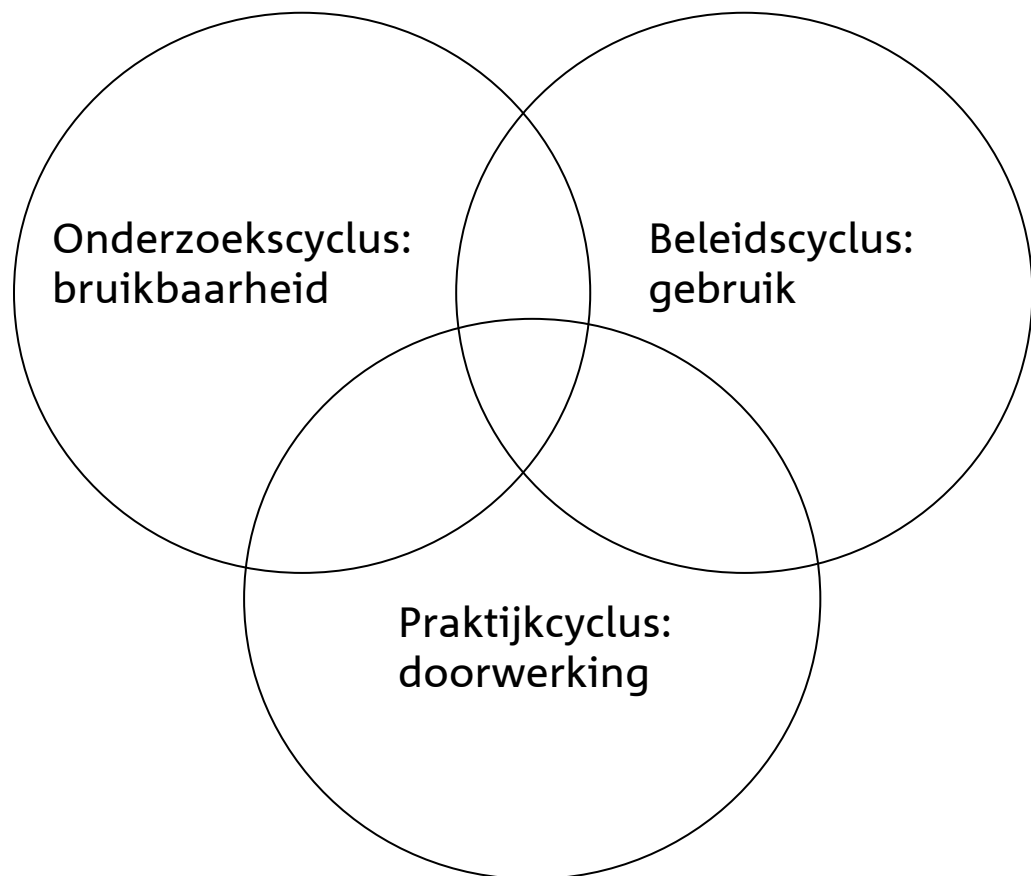 Onderzoekscyclus:
bruikbaarheid
Beleidscyclus:
gebruik
Praktijkcyclus:
doorwerking